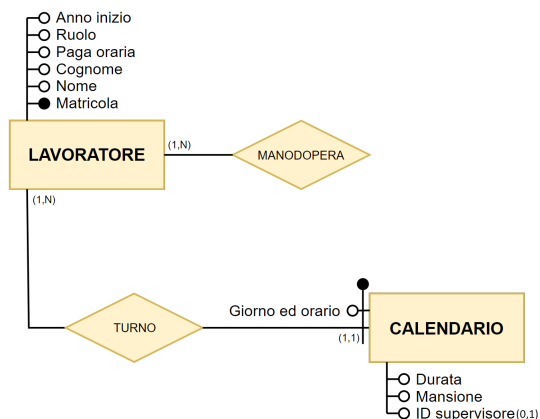 Anno inizio
Ruolo
Paga oraria
Cognome
Nome
Matricola
LAVORATORE
(1,N)
MANODOPERA
(1,N)
TURNO
Giorno ed orario
(1,1)
CALENDARIO
Durata
Mansione
ID supervisore(0,1)